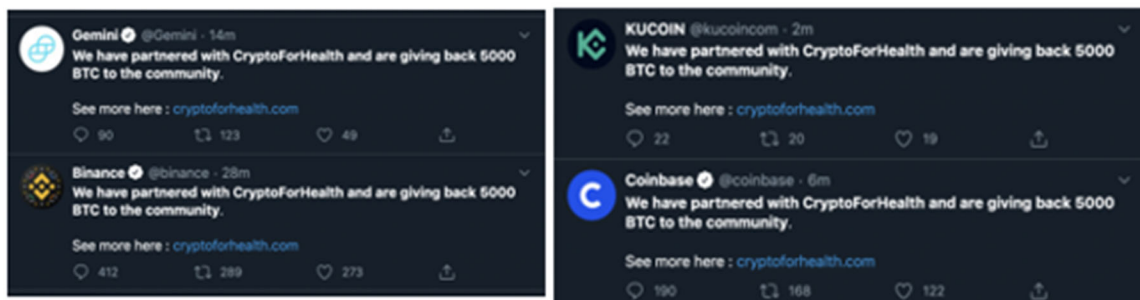 Gemini @Gemini · 14m
We have partnered with CryptoForHealth and are giving back 5000
BTC to the community.
See more here : cryptoforhealth.com
90 123 49
Binance @binance · 28m
We have partnered with CryptoForHealth and are giving back 5000
BTC to the community.
See more here : cryptoforhealth.com
412 289 273
KUCOIN @kucoincom · 2m
We have partnered with CryptoForHealth and are giving back 5000
BTC to the community.
See more here : cryptoforhealth.com
22 20 19
Coinbase @coinbase · 6m
We have partnered with CryptoForHealth and are giving back 5000
BTC to the community.
See more here : cryptoforhealth.com
190 168 122